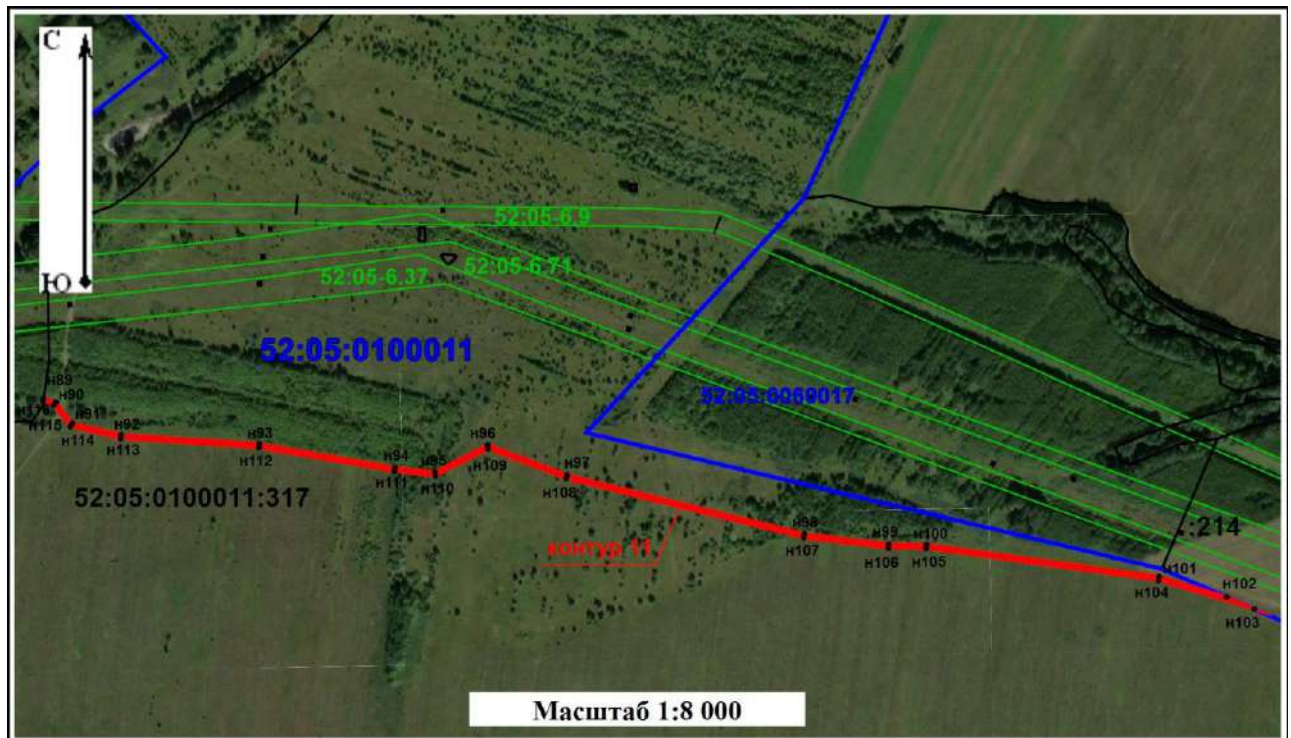 С
52:05-6.9
52:05-6.71
52:05-6.37
Ю
52:05:0100011
н89
н90
52:05:0069017
н116
н91
н115
н92
н114
н113
н93
н96
н112
н94
н95
н109
н97
н111
н110
н108
52:05:0100011:317
н98
:214
н99
н100
контур 11
н107
н106
н105
н101
н104
н102
н103
Масштаб 1:8 000